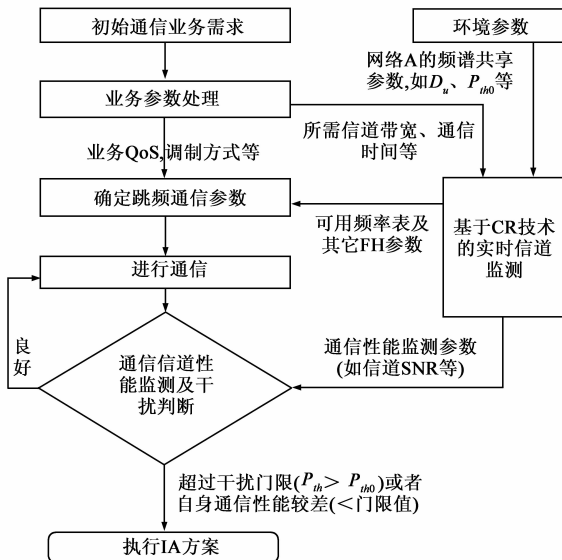 初始通信业务需求
环境参数
网络A的频谱共享
参数,如Du、Pth0等
业务参数处理
所需信道带宽、通信
时间等
业务QoS,调制方式等
确定跳频通信参数
基于CR技术
的实时信道
监测
可用频率表及
其它FH参数
进行通信
良
好
通信信道性
能监测及干
扰判断
通信性能监测参数
(如信道SNR等)
超过干扰门限(Pth＞Pth0)或者
自身通信性能较差(＜门限值)
执行IA方案